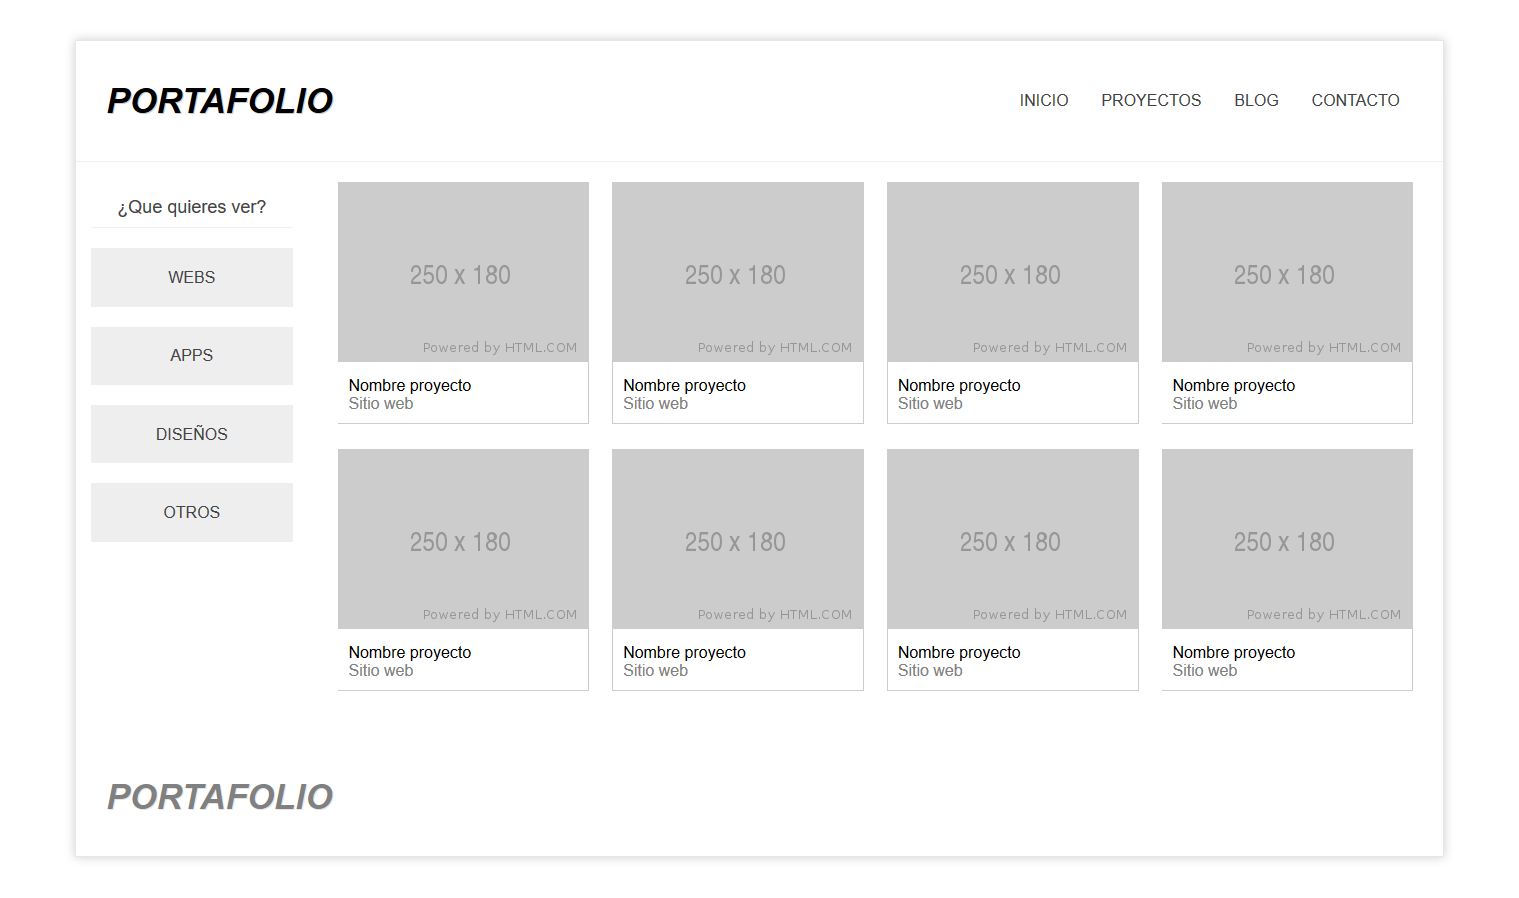 PORTAFOLIO
INICIO PROYECTOS BLOG CONTACTO
¿Que quieres ver?
WEBS
APPS
DISEÑOS
OTROS
250 x 180 250 x 180 250 x 180 250 x 180
Powered by HTML.COM Powered by HTML.COM Powered by HTML.COM Powered by HTML.COM
Nombre proyecto Nombre proyecto Nombre proyecto Nombre proyecto
Sitio web Sitio web Sitio web Sitio web
250 x 180 250 x 180 250 x 180 250 x 180
Powered by HTML.COM Powered by HTML.COM Powered by HTML.COM Powered by HTML.COM
Nombre proyecto Nombre proyecto Nombre proyecto Nombre proyecto
Sitio web Sitio web Sitio web Sitio web
PORTAFOLIO